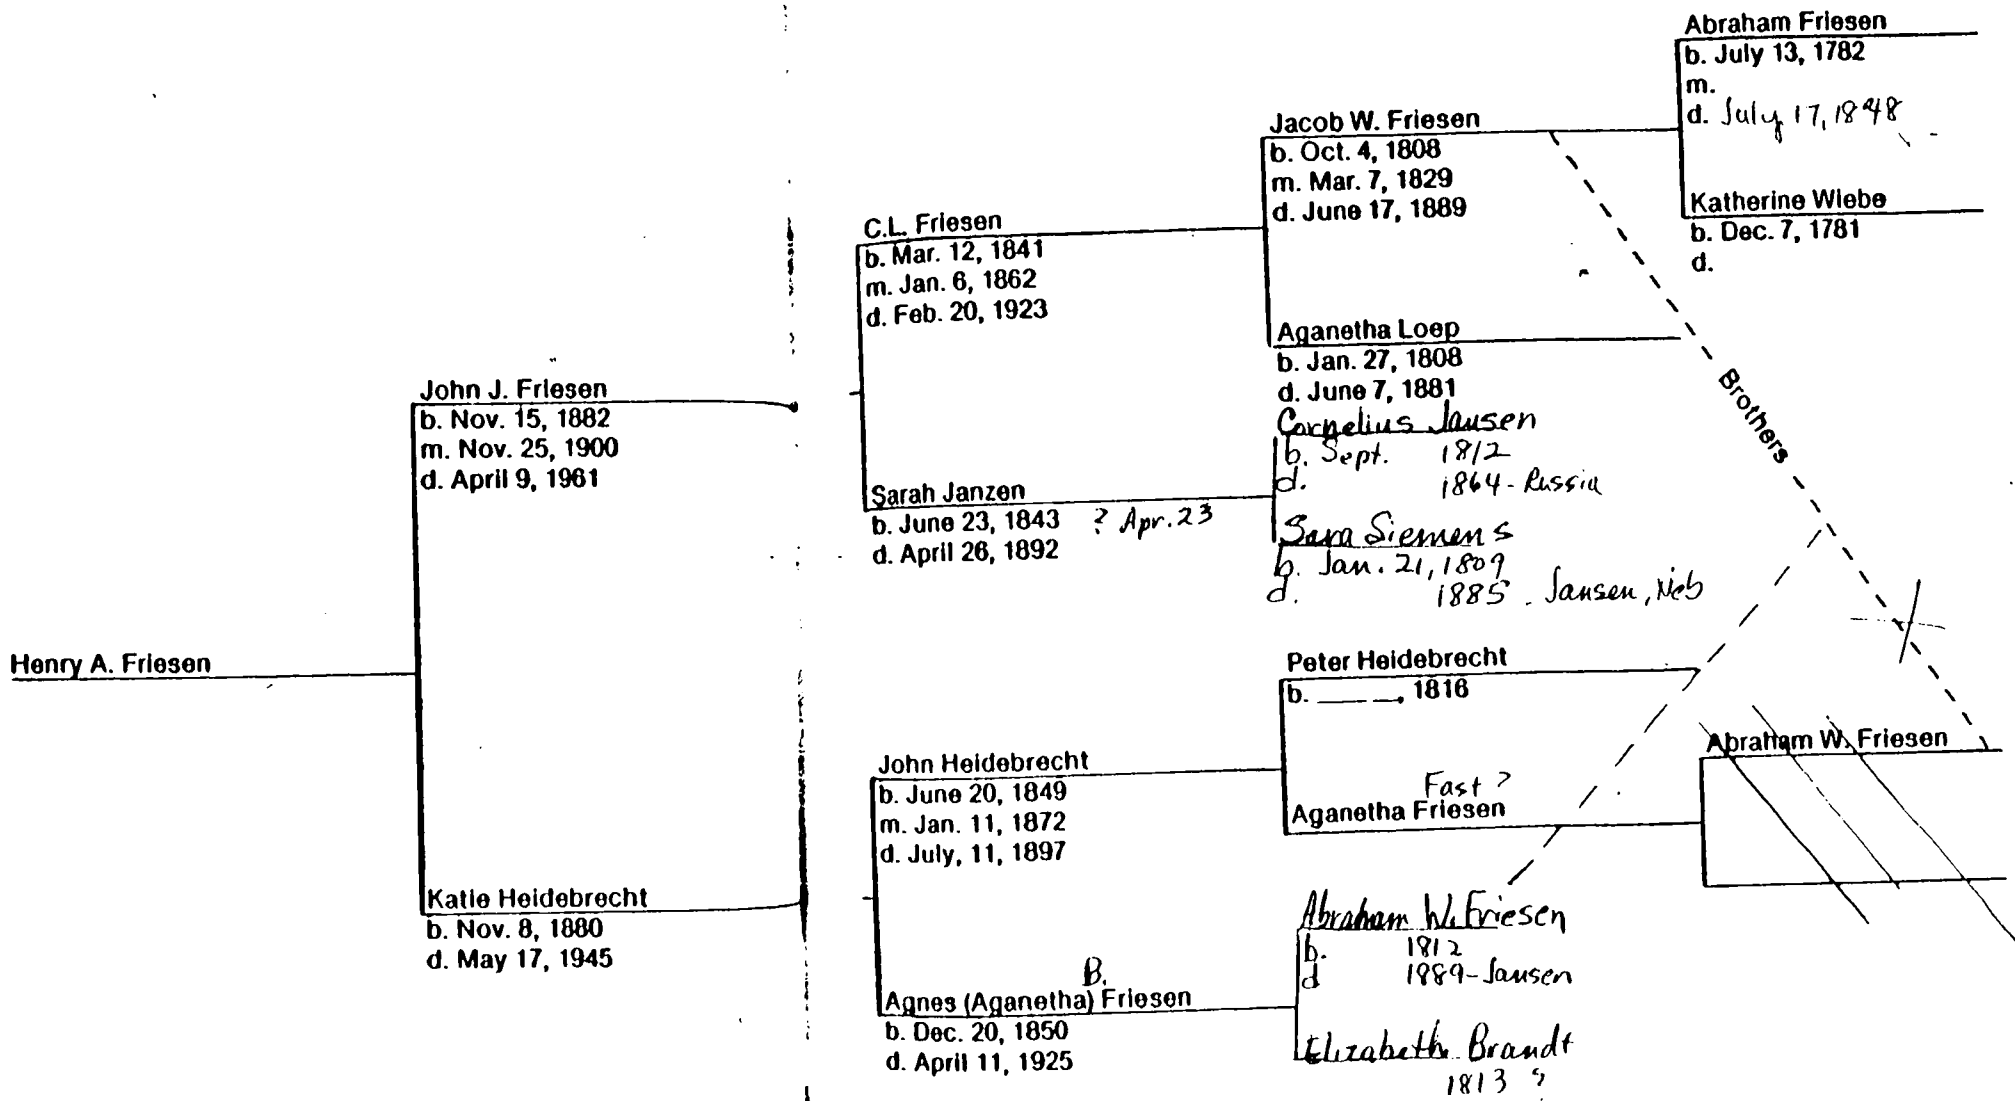 Henry A. Friesen
John J. Friesen
b. Nov. 15, 1882
m. Nov. 25, 1900
d. April 9, 1961
Katie Heidebrecht
b. Nov. 8, 1880
d. May 17, 1945
C.L. Friesen
b. Mar. 12, 1841
m. Jan. 6, 1862
d. Feb. 20, 1923
Sarah Janzen
b. June 23, 1843 ? Apr. 23
d. April 26, 1892
John Heidebrecht
b. June 20, 1849
m. Jan. 11, 1872
d. July, 11, 1897
B.
Agnes (Aganetha) Friesen
b. Dec. 20, 1850
d. April 11, 1925
Jacob W. Friesen
b. Oct. 4, 1808
m. Mar. 7, 1829
d. June 17, 1889
Aganetha Loep
b. Jan. 27, 1808
d. June 7, 1881
Cornelius Jansen
b. Sept. 1812
d. 1864 - Russia
Sara Siemens
b. Jan. 21, 1809
d. 1885 - Jansen, Neb
Peter Heidebrecht
b. ______, 1816
Fast ?
Aganetha Friesen
Abraham W. Friesen
b. 1812
d 1889 - Jansen
Elizabeth Brandt
1813 ?
Abraham Friesen
b. July 13, 1782
m.
d. July 17, 1848
Katherine Wiebe
b. Dec. 7, 1781
d.
Brothers
Abraham W. Friesen